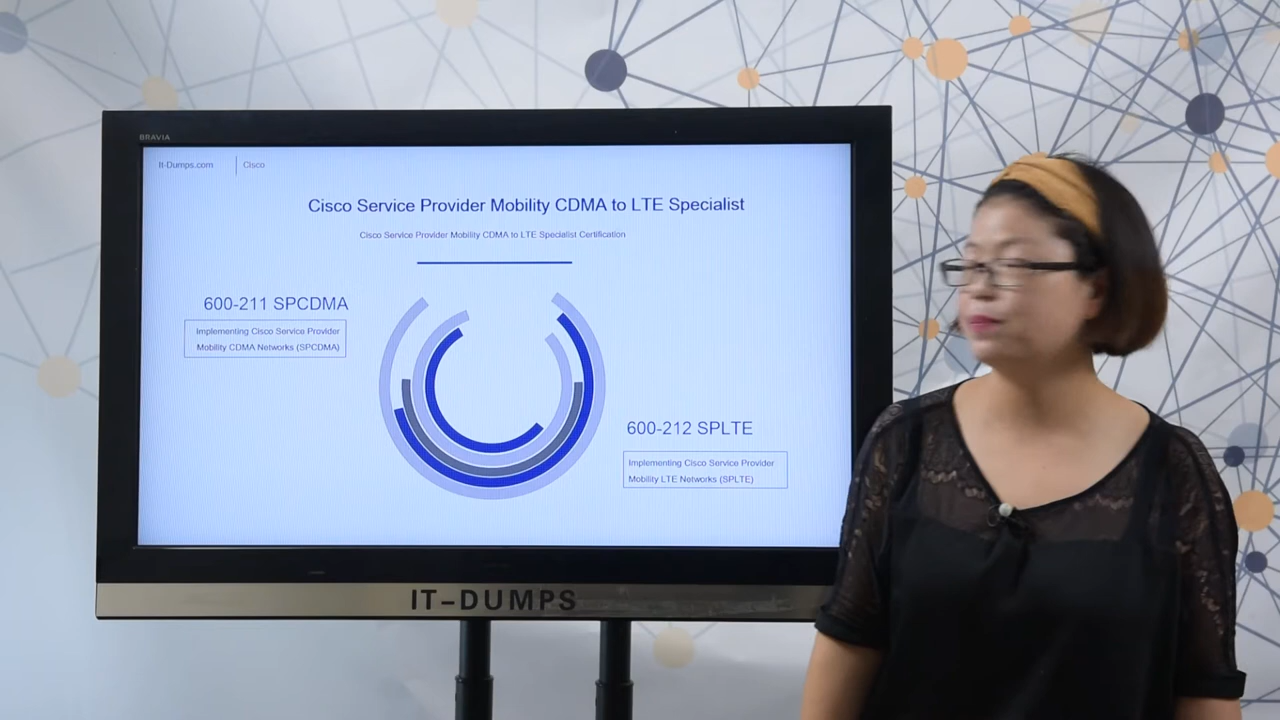 BRAVIA
It-Dumps.com
Cisco
Cisco Service Provider Mobility CDMA to LTE Specialist
Cisco Service Provider Mobility CDMA to LTE Specialist Certification
600-211 SPCDMA
Implementing Cisco Service Provider
Mobility CDMA Networks (SPCDMA)
600-212 SPLTE
Implementing Cisco Service Provider
Mobility LTE Networks (SPLTE)
IT-DUMPS